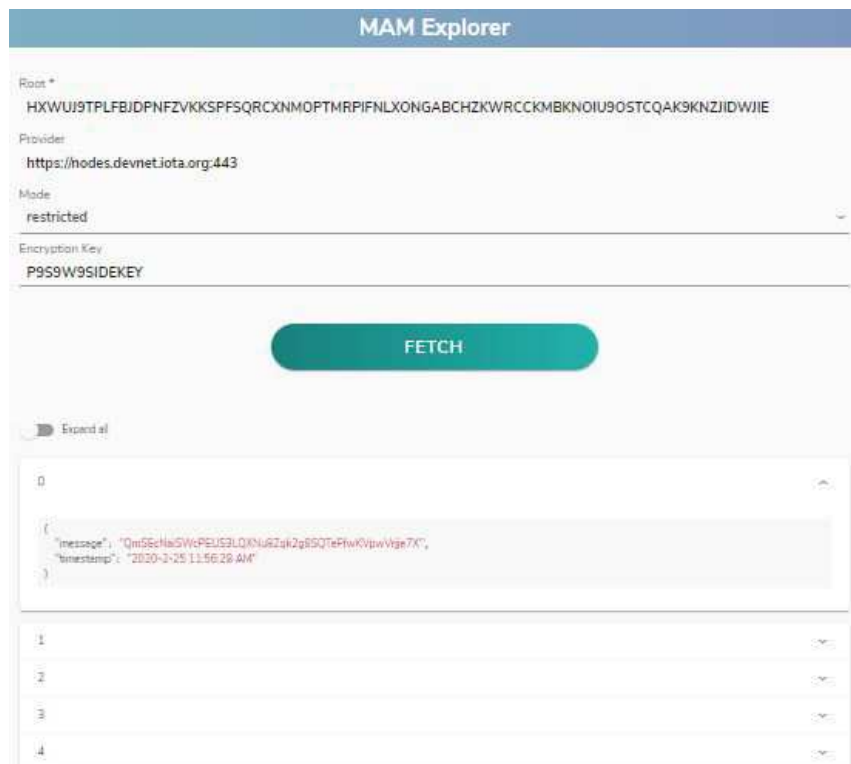 MAM Explorer
Root *
HXWUJ9TPLFBJDPNFZVKKSPFSQRCXNMOPTMRPIFNLXONGABCHZKWRCCKMBKNOIU9OSTCQAK9KNZJIDWJIE
Provider
https://nodes.devnet.iota.org:443
Mode
restricted
Encryption Key
P9S9W9SIDEKEY
FETCH
Expand all
0
{
"message":
"timestamp": "2020-2-25 11:56:28 AM"
}
1
2
3
4